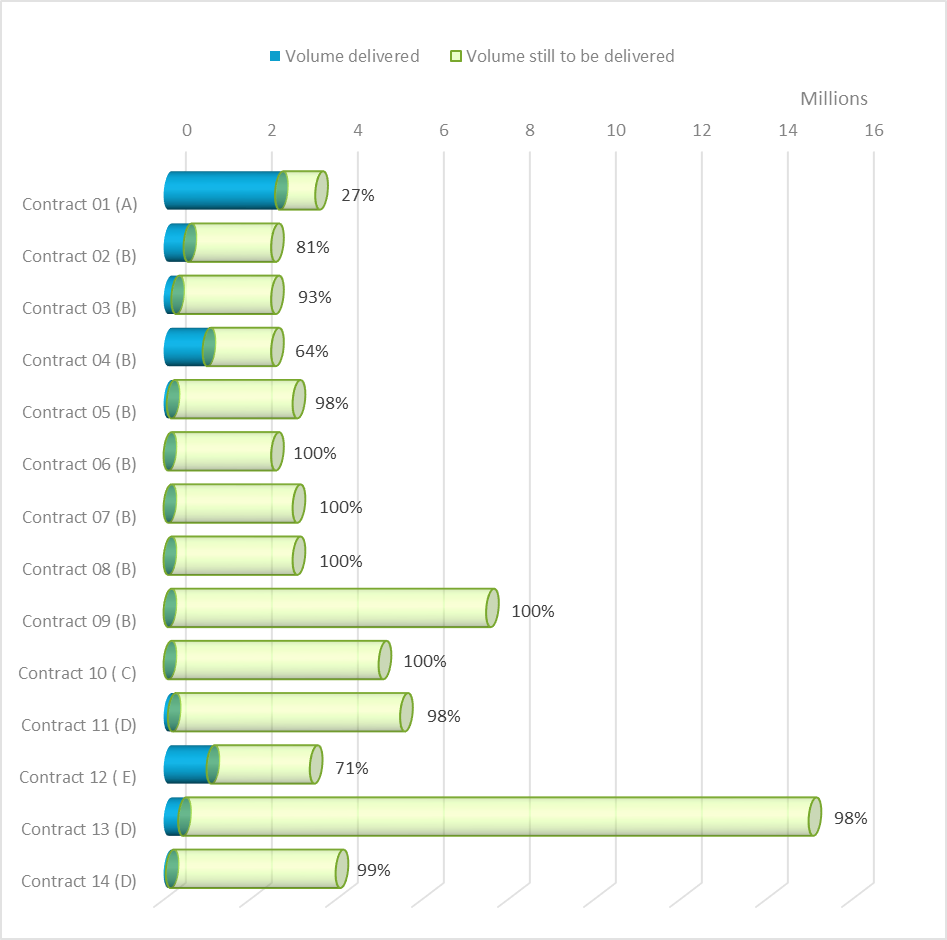 Volume delivered Volume still to be delivered
Millions
0 2 4 6 8 10 12 14 16
Contract 01 (A) 27%
Contract 02 (B) 81%
Contract 03 (B) 93%
Contract 04 (B) 64%
Contract 05 (B) 98%
Contract 06 (B) 100%
Contract 07 (B) 100%
Contract 08 (B) 100%
Contract 09 (B) 100%
Contract 10 ( C) 100%
Contract 11 (D) 98%
Contract 12 ( E) 71%
Contract 13 (D) 98%
Contract 14 (D) 99%